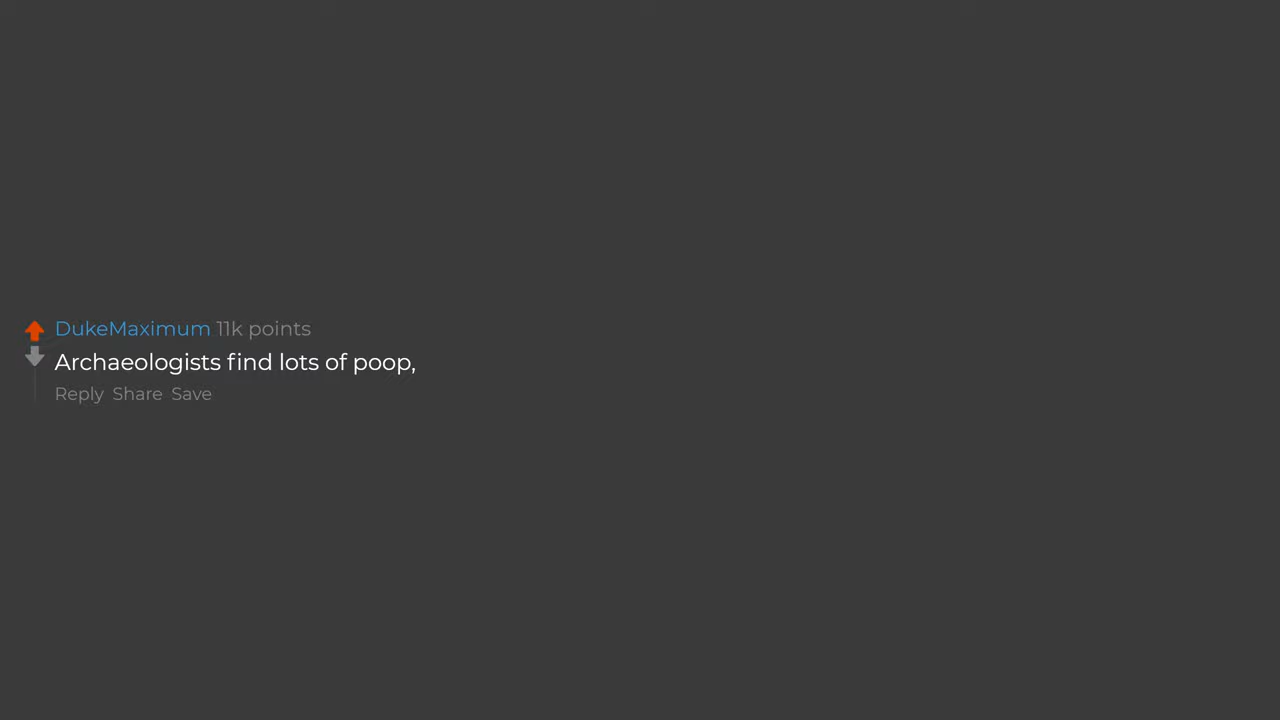 DukeMaximum 11k points
Archaeologists find lots of poop,
Reply Share Save